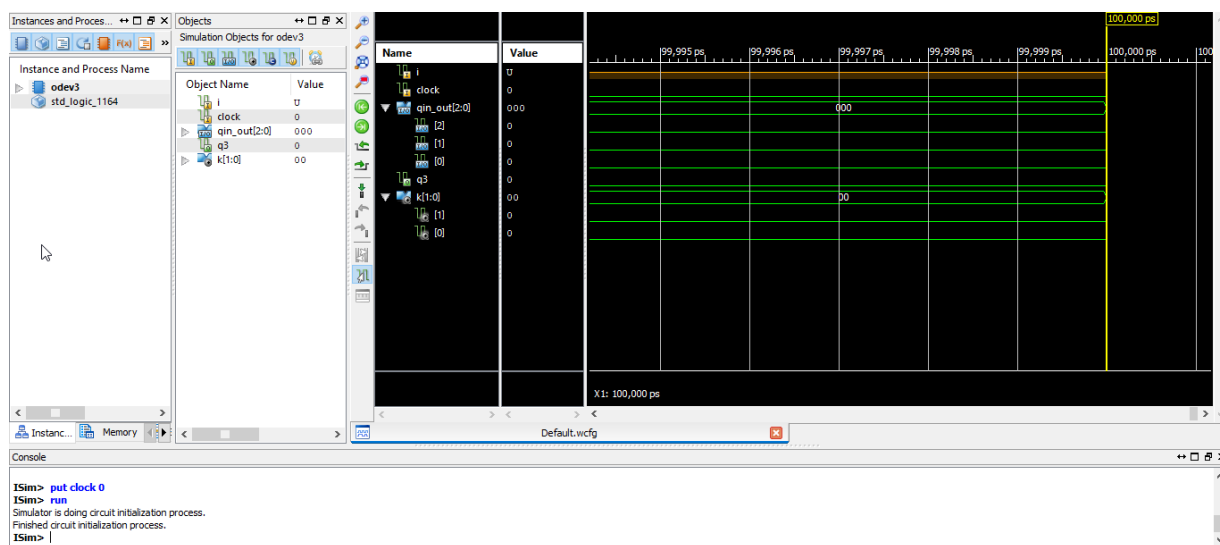 Instances and Proces...
Objects
Simulation Objects for odev3
Instance and Process Name
odev3
std_logic_1164
F(x)
»
Object Name Value
i U
clock 0
qin_out[2:0] 000
q3 0
k[1:0] 00
Name Value
i U
clock 0
qin_out[2:0] 000
[2] 0
[1] 0
[0] 0
q3 0
k[1:0] 00
[1] 0
[0] 0
100,000 ps
99,995 ps 99,996 ps 99,997 ps 99,998 ps 99,999 ps 100,000 ps 100
000
00
X1: 100,000 ps
Instanc... Memory
Default.wcfg
Console
ISim> put clock 0
ISim> run
Simulator is doing circuit initialization process.
Finished circuit initialization process.
ISim>